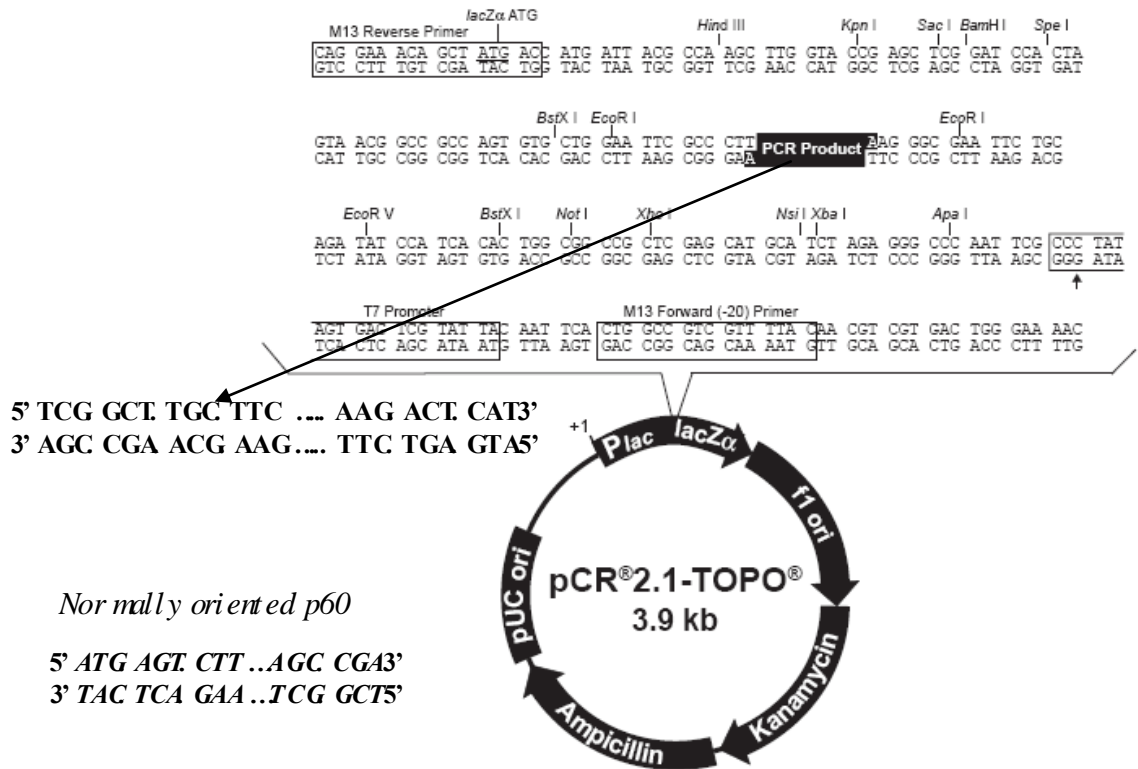 lacZα ATG
M13 Reverse Primer
Hind III Kpn I Sac I BamH I Spe I
CAG GAA ACA GCT ATG ACC ATG ATT ACG CCA AGC TTG GTA CCG AGC TCG GAT CCA CTA
GTC CTT TGT CGA TAC TGG TAC TAA TGC GGT TCG AAC CAT GGC TCG AGC CTA GGT GAT
BstX I EcoR I EcoR I
GTA ACG GCC GCC AGT GTG CTG GAA TTC GCC CTT PCR Product AAG GGC GAA TTC TGC
CAT TGC CGG CGG TCA CAC GAC CTT AAG CGG GAA TTC CCG CTT AAG ACG
EcoR V BstX I Not I Xho I Nsi I Xba I Apa I
AGA TAT CCA TCA CAC TGG CGG CCG CTC GAG CAT GCA TCT AGA GGG CCC AAT TCG CCC TAT
TCT ATA GGT AGT GTG ACC GCC GGC GAG CTC GTA CGT AGA TCT CCC GGG TTA AGC GGG ATA
T7 Promoter M13 Forward (-20) Primer
AGT GAG TCG TAT TAC AAT TCA CTG GCC GTC GTT TTA CAA CGT CGT GAC TGG GAA AAC
TCA CTC AGC ATA ATG TTA AGT GAC CGG CAG CAA AAT GTT GCA GCA CTG ACC CTT TTG
5' TCG GCT. TGC. TTC ..... AAG ACT. CAT3'
3' AGC. CGA ACG AAG..... TTC. TGA GTA5'
+1 Plac lacZα
f1 ori
Kanamycin
Ampicillin
pUC ori
pCR®2.1-TOPO®
3.9 kb
Normally oriented p60
5' ATG AGT. CTT ...AGC. CGA3'
3' TAC. TCA GAA ...TCG GCT5'